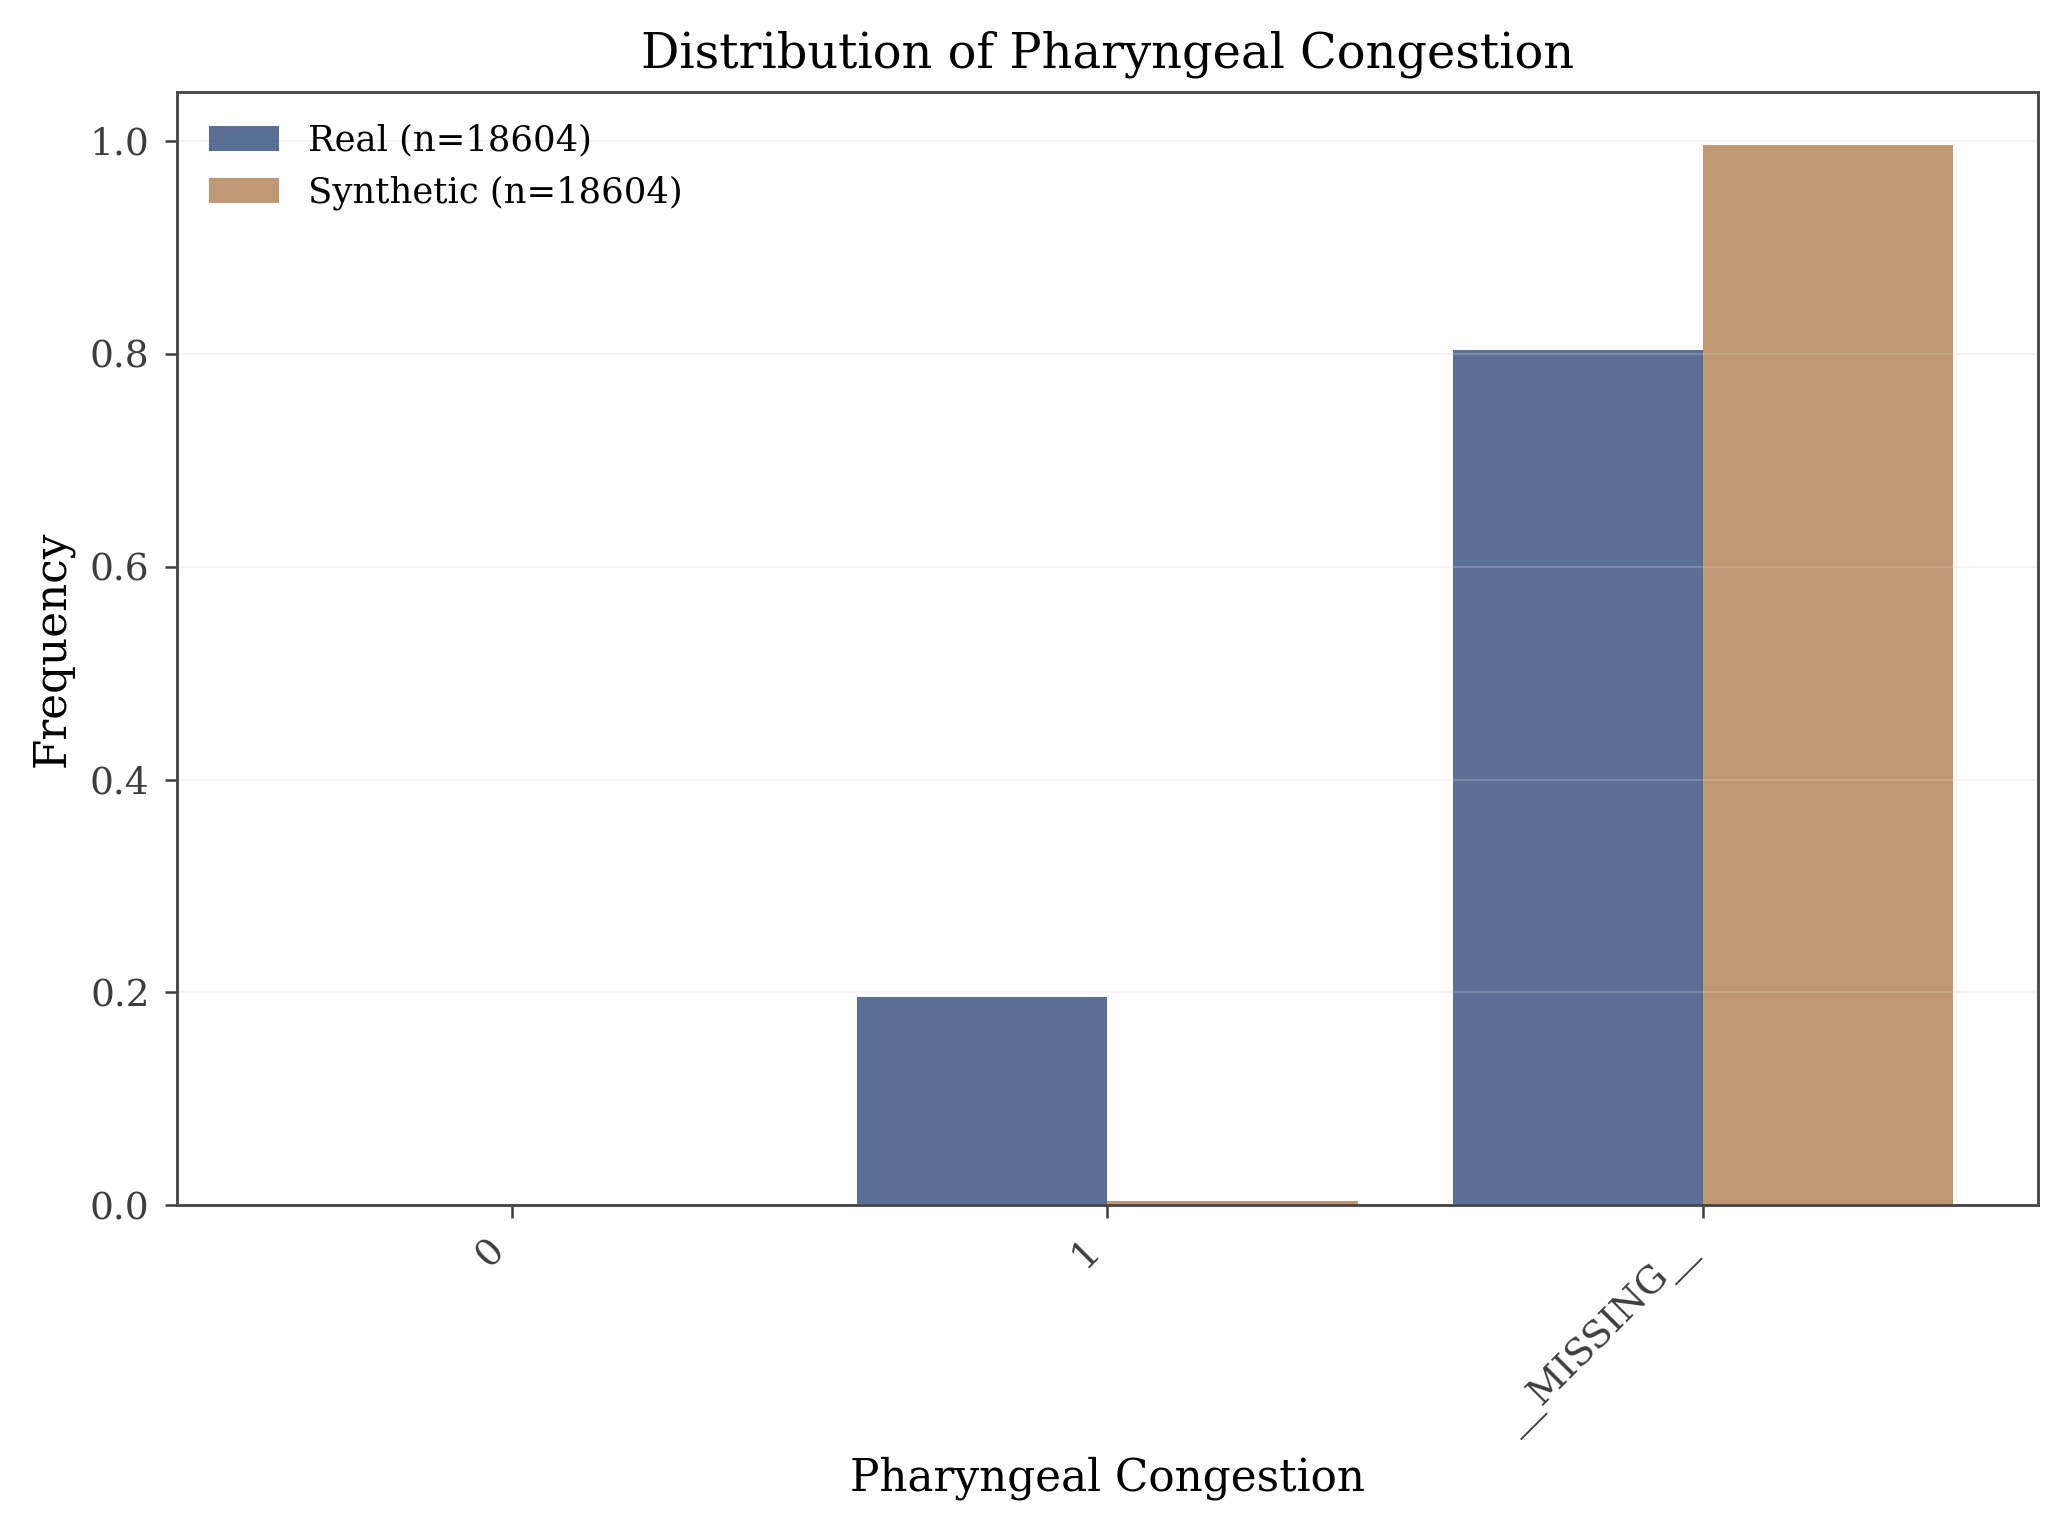 Distribution of Pharyngeal Congestion
Real (n=18604)
Synthetic (n=18604)
Frequency
1.0
0.8
0.6
0.4
0.2
0.0
0
1
__MISSING__
Pharyngeal Congestion